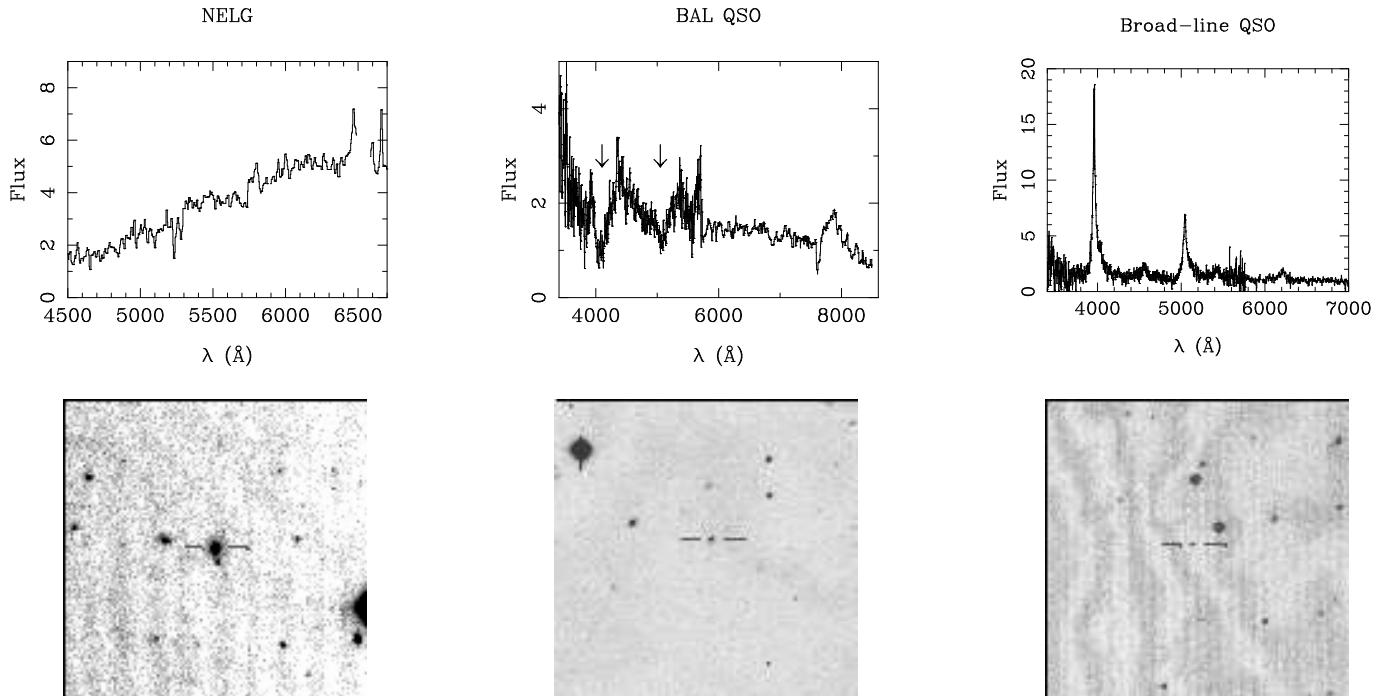 NELG
BAL QSO
Broad−line QSO
Flux
0
2
4
6
8
4500 5000 5500 6000 6500
λ (Å)
Flux
0
2
4
4000 6000 8000
λ (Å)
Flux
0
5
10
15
20
4000 5000 6000 7000
λ (Å)